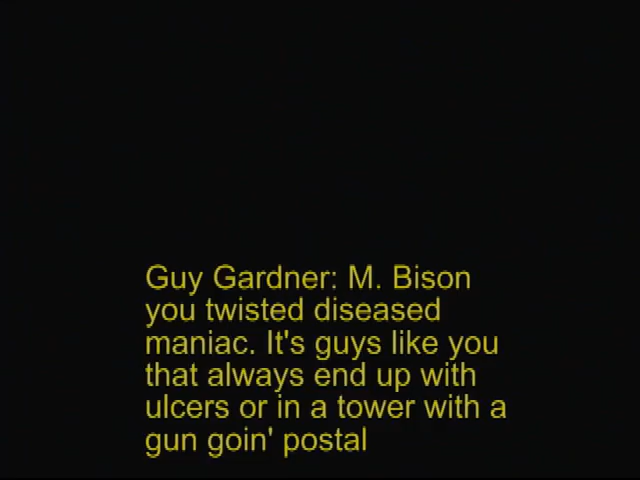 Guy Gardner: M. Bison
you twisted diseased
maniac. It's guys like you
that always end up with
ulcers or in a tower with a
gun goin' postal